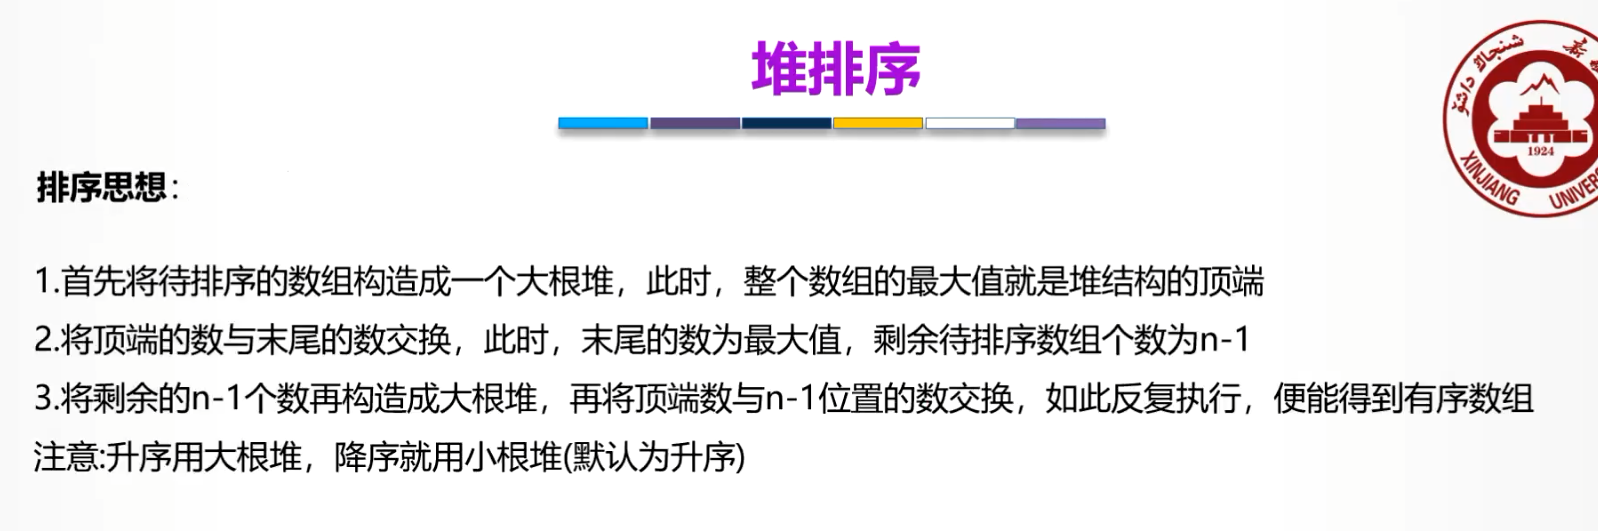 堆排序
شىنجاڭ داشۆ
1924
XINJIANG UNIVER
排序思想：
1.首先将待排序的数组构造成一个大根堆，此时，整个数组的最大值就是堆结构的顶端
2.将顶端的数与末尾的数交换，此时，末尾的数为最大值，剩余待排序数组个数为n-1
3.将剩余的n-1个数再构造成大根堆，再将顶端数与n-1位置的数交换，如此反复执行，便能得到有序数组
注意:升序用大根堆，降序就用小根堆(默认为升序)